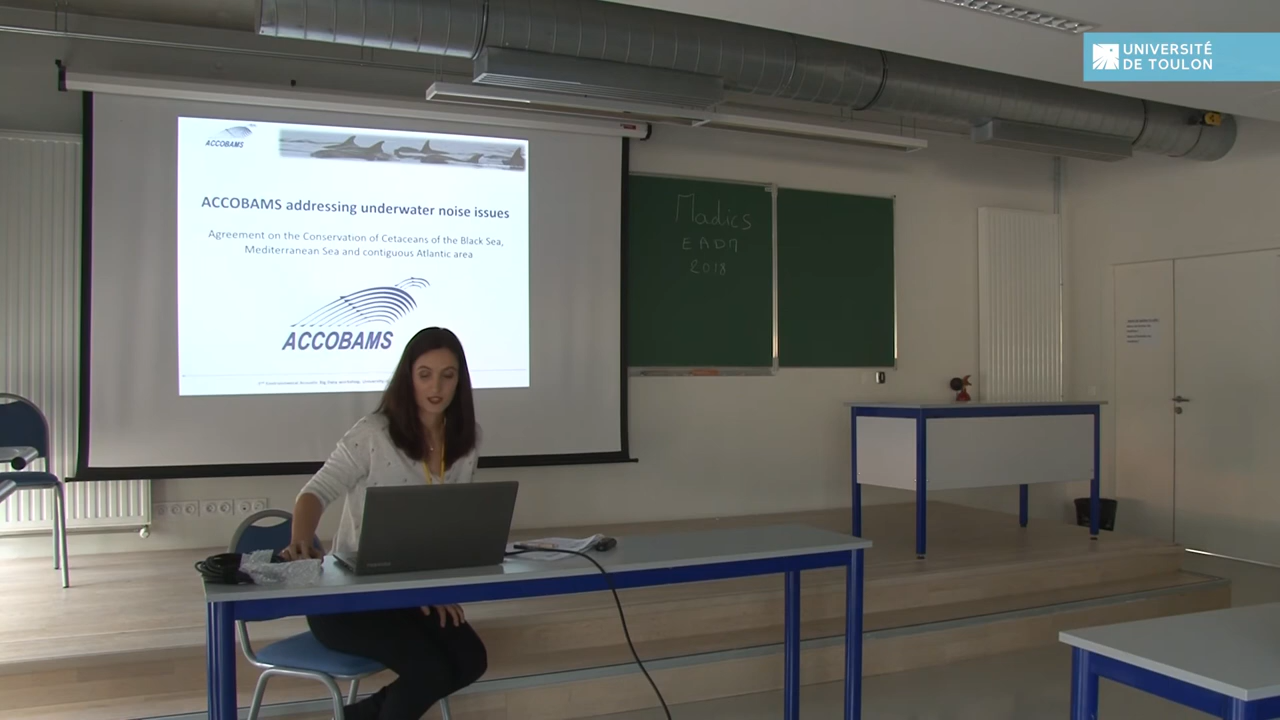 UNIVERSITÉ
DE TOULON
ACCOBAMS
ACCOBAMS addressing underwater noise issues
Agreement on the Conservation of Cetaceans of the Black Sea,
Mediterranean Sea and contiguous Atlantic area
ACCOBAMS
Madics
EADM
2018